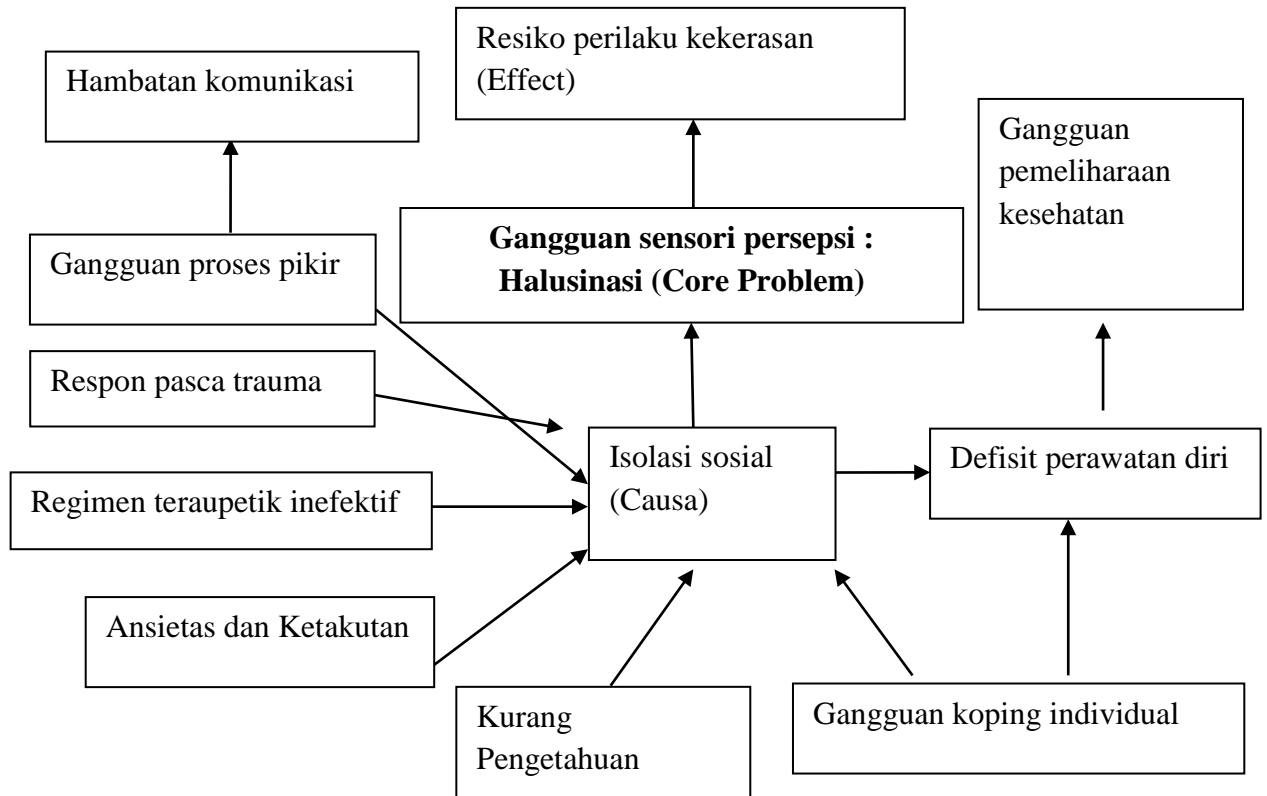 Resiko perilaku kekerasan
(Effect)
Hambatan komunikasi
Gangguan
pemeliharaan
kesehatan
Gangguan sensori persepsi :
Halusinasi (Core Problem)
Gangguan proses pikir
Respon pasca trauma
Isolasi sosial
(Causa)
Defisit perawatan diri
Regimen teraupetik inefektif
Ansietas dan Ketakutan
Kurang
Pengetahuan
Gangguan koping individual